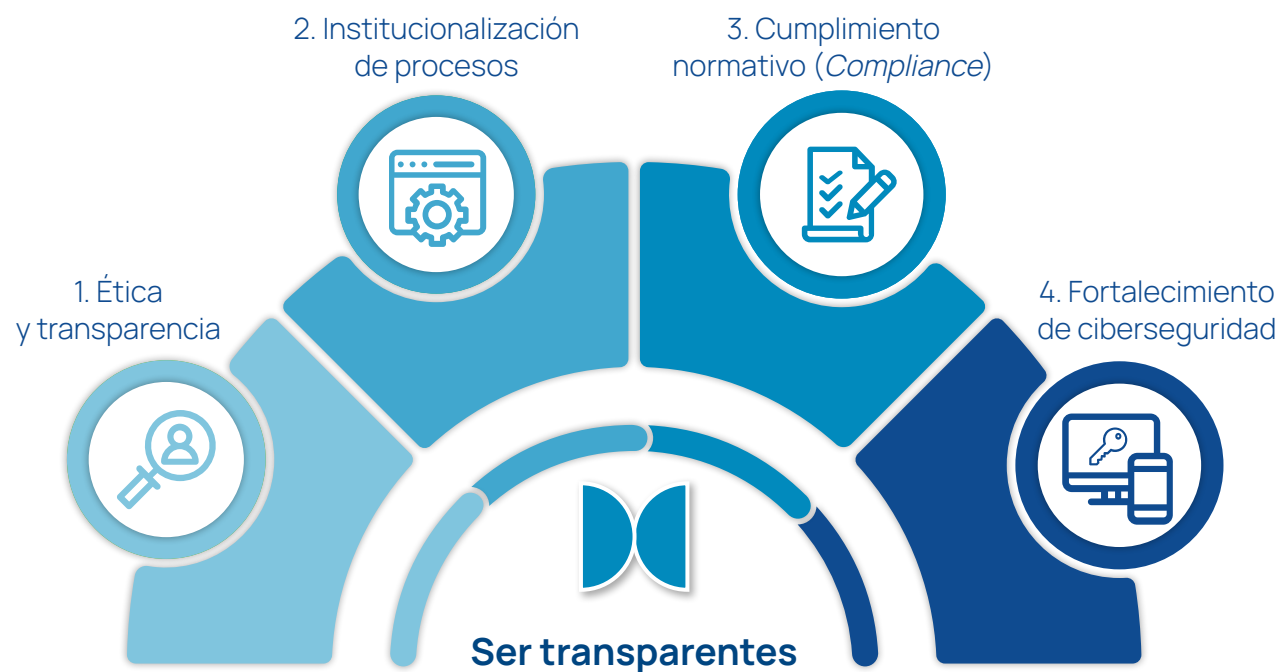 1. Ética
y transparencia
2. Institucionalización
de procesos
3. Cumplimiento
normativo (Compliance)
4. Fortalecimiento
de ciberseguridad
Ser transparentes